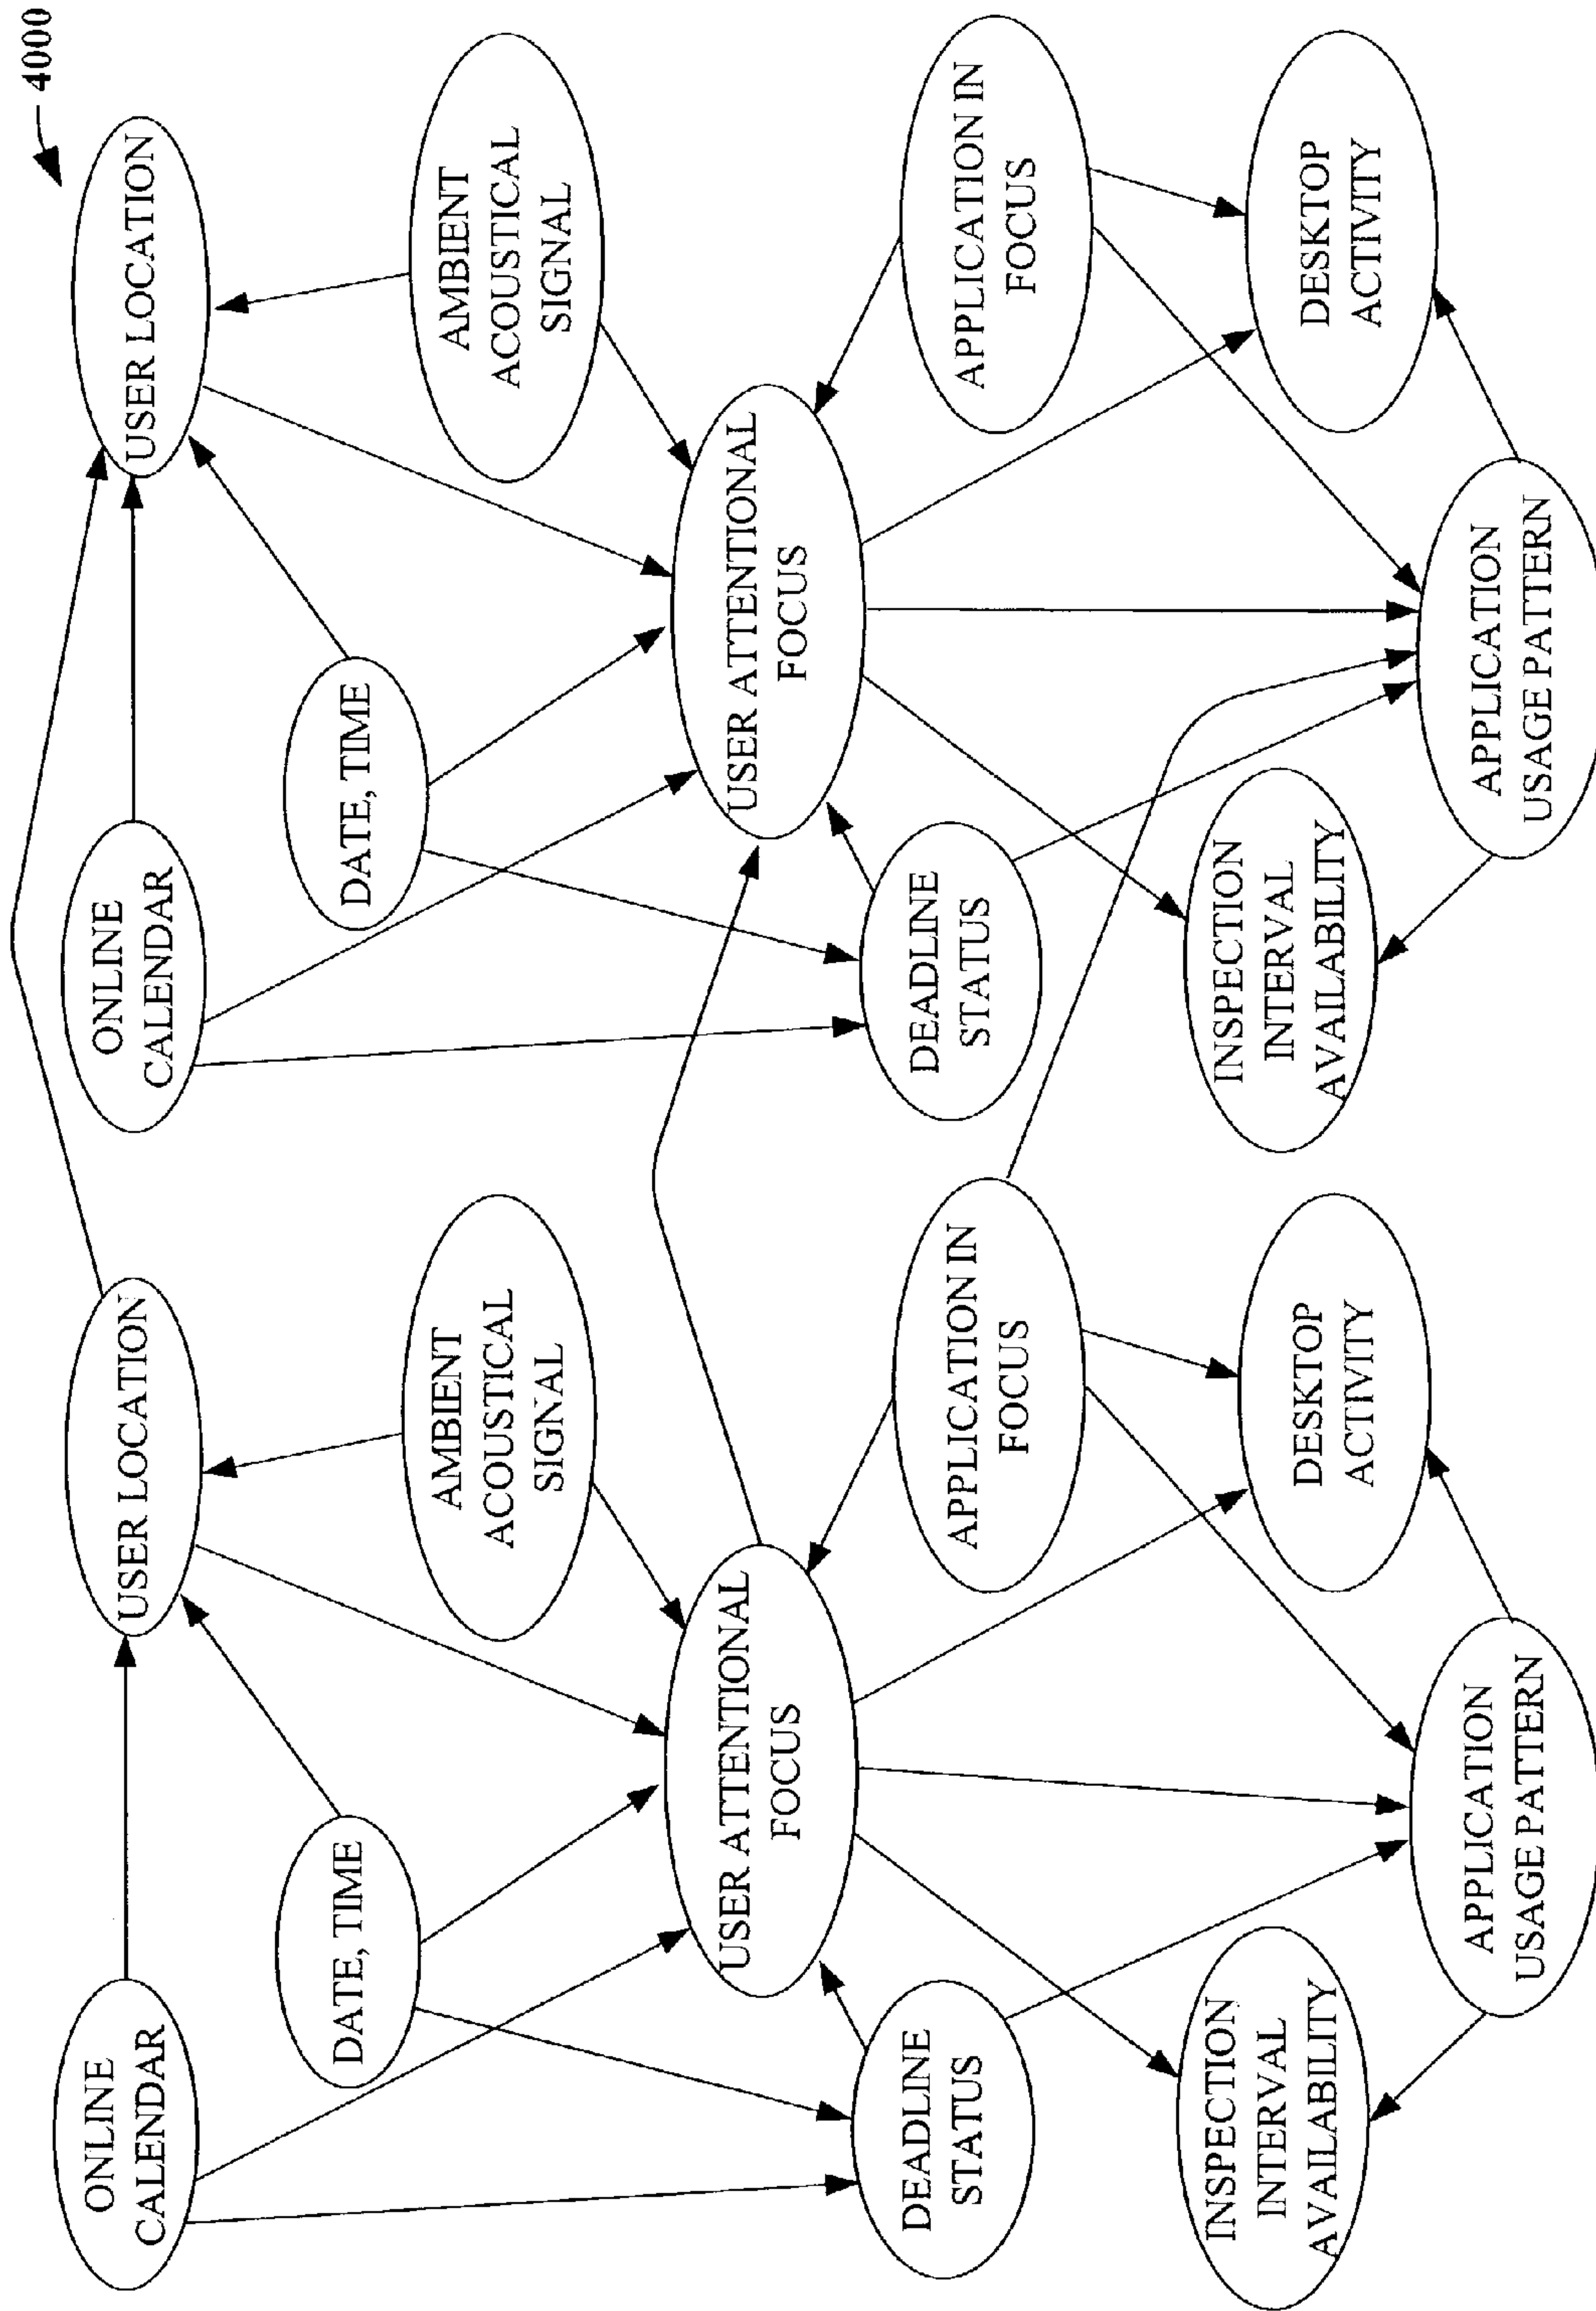 4000
ONLINE
CALENDAR
USER LOCATION
DATE, TIME
AMBIENT
ACOUSTICAL
SIGNAL
USER ATTENTIONAL
FOCUS
DEADLINE
STATUS
APPLICATION IN
FOCUS
INSPECTION
INTERVAL
AVAILABILITY
DESKTOP
ACTIVITY
APPLICATION
USAGE PATTERN
ONLINE
CALENDAR
USER LOCATION
DATE, TIME
AMBIENT
ACOUSTICAL
SIGNAL
USER ATTENTIONAL
FOCUS
DEADLINE
STATUS
APPLICATION IN
FOCUS
INSPECTION
INTERVAL
AVAILABILITY
DESKTOP
ACTIVITY
APPLICATION
USAGE PATTERN